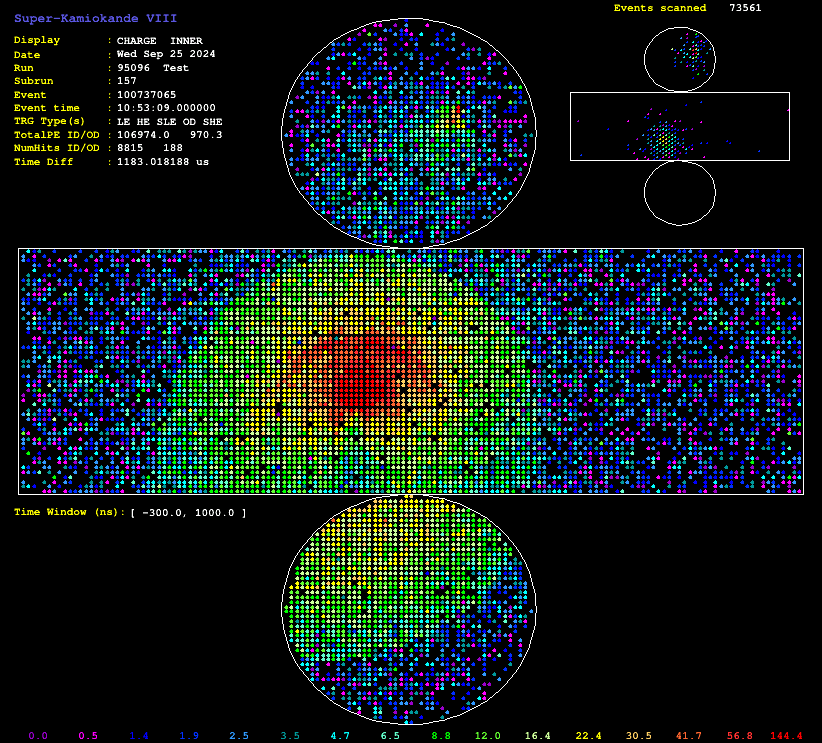 Super-Kamiokande VIII
Events scanned 73561
Display : CHARGE INNER
Date : Wed Sep 25 2024
Run : 95096 Test
Subrun : 157
Event : 100737065
Event time : 10:53:09.000000
TRG Type(s) : LE HE SLE OD SHE
TotalPE ID/OD : 106974.0 970.3
NumHits ID/OD : 8815 188
Time Diff : 1183.018188 us
Time Window (ns): [ -300.0, 1000.0 ]
0.0 0.5 1.4 1.9 2.5 3.5 4.7 6.5 8.8 12.0 16.4 22.4 30.5 41.7 56.8 144.4